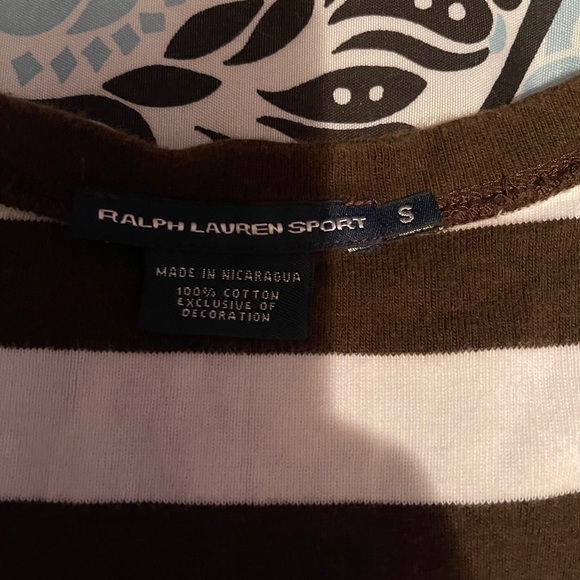 RALPH LAUREN SPORT S
MADE IN NICARAGUA
100% COTTON
EXCLUSIVE OF
DECORATION